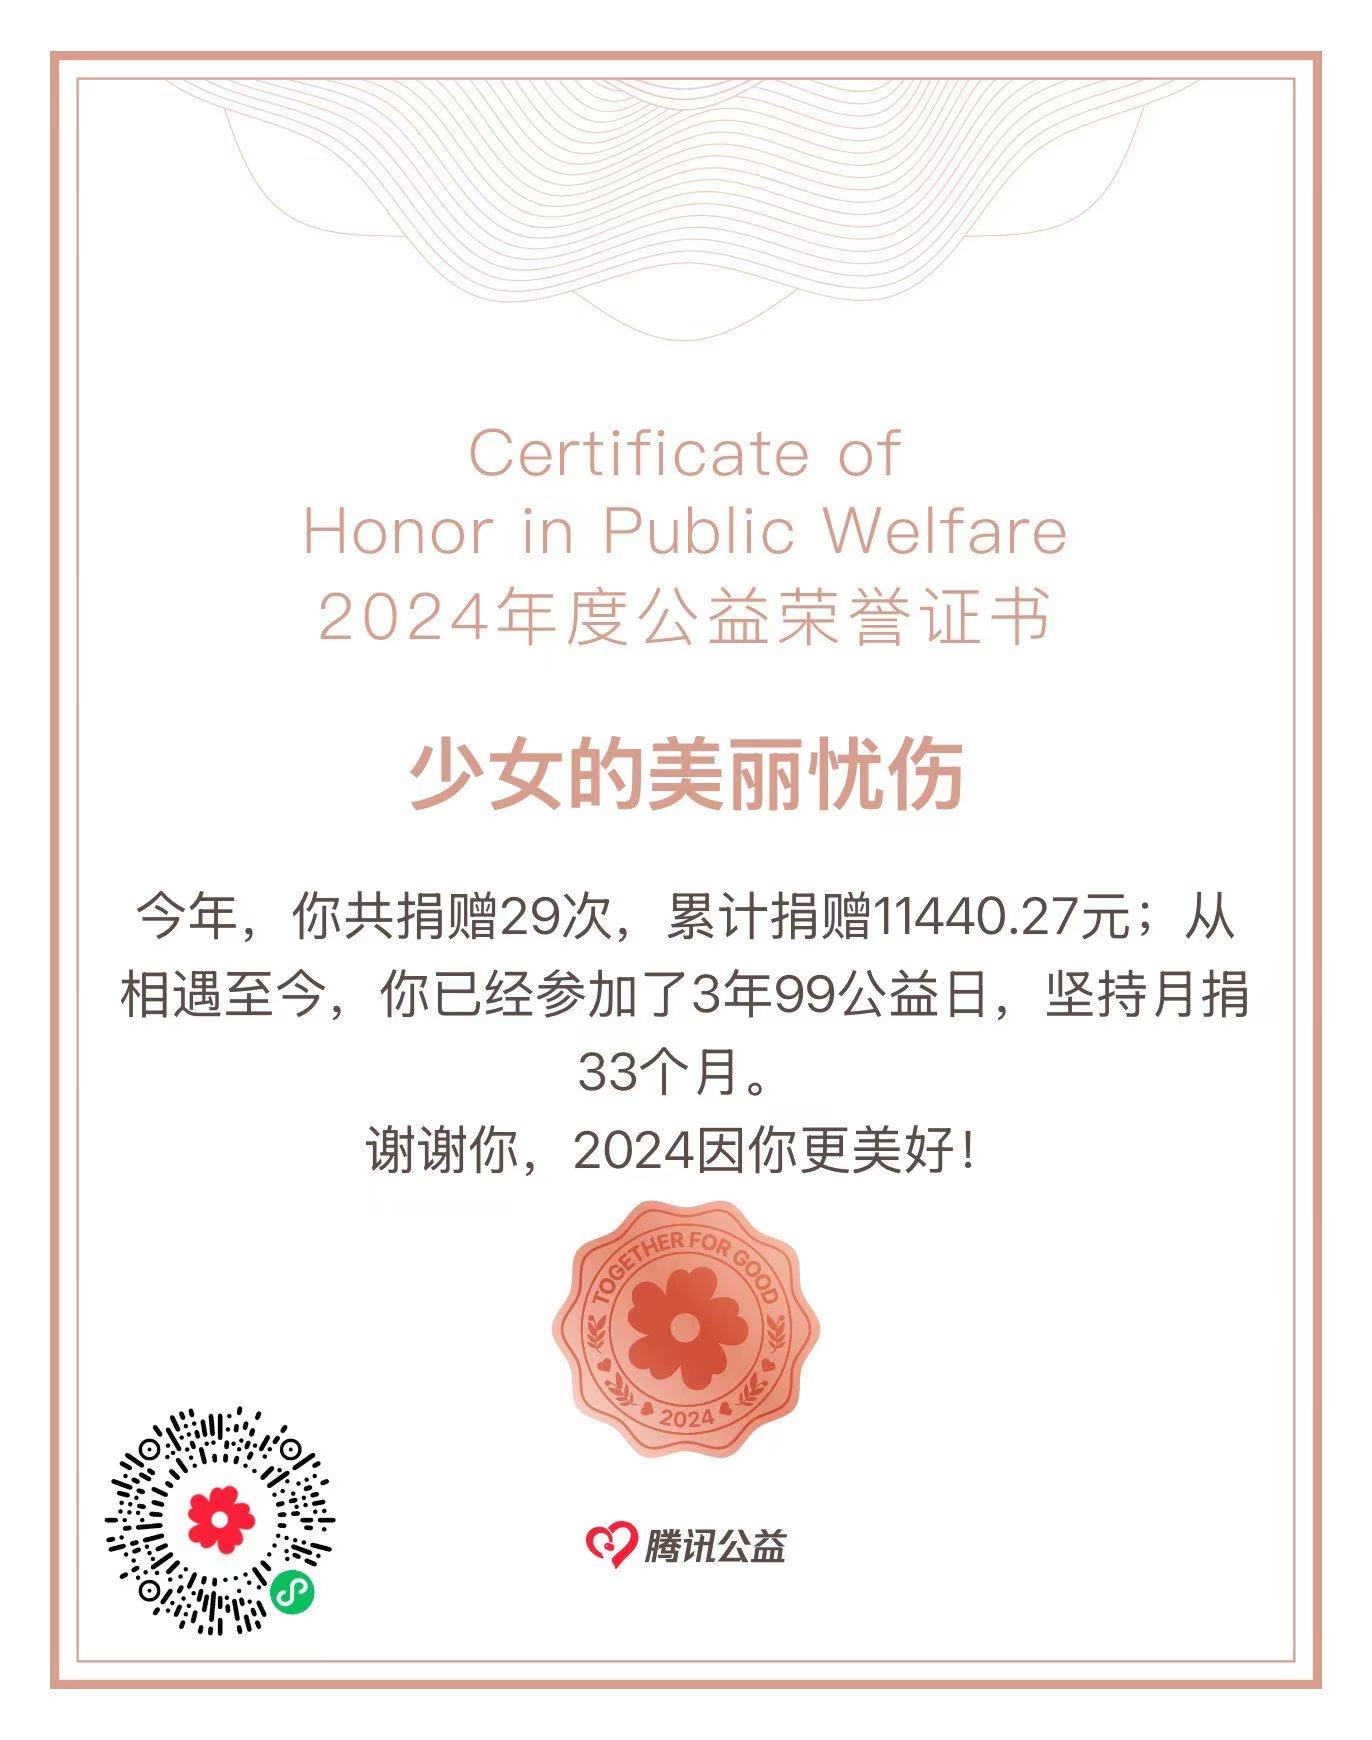 Certificate of
Honor in Public Welfare
2024年度公益荣誉证书
少女的美丽忧伤
今年，你共捐赠29次，累计捐赠11440.27元；从
相遇至今，你已经参加了3年99公益日，坚持月捐
33个月。
谢谢你，2024因你更美好！
TOGETHER FOR GOOD
2024
腾讯公益